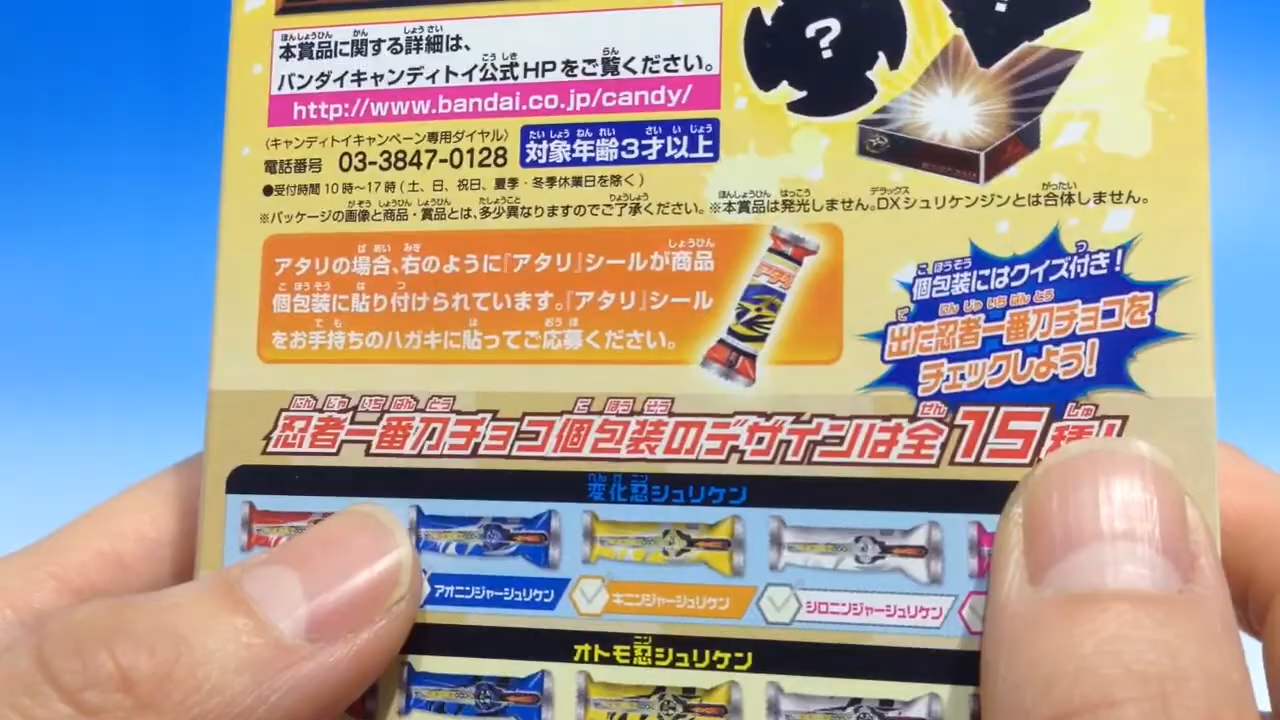 本賞品に関する詳細は、
バンダイキャンディトイ公式HPをご覧ください。
http://www.bandai.co.jp/candy/
〈キャンディトイキャンペーン専用ダイヤル〉
電話番号 03-3847-0128
対象年齢3才以上
●受付時間10時～17時(土、日、祝日、夏季・冬季休業日を除く)
※パッケージの画像と商品・賞品とは、多少異なりますのでご了承ください。※本賞品は発光しません。DXシュリケンジンとは合体しません。
?
?
アタリの場合、右のように『アタリ』シールが商品
個包装に貼り付けられています。『アタリ』シール
をお手持ちのハガキに貼ってご応募ください。
個包装にはクイズ付き!
出た忍者一番刀チョコを
チェックしよう!
忍者一番刀チョコ個包装のデザインは全15種!
変化忍シュリケン
アオニンジャーシュリケン
キニンジャーシュリケン
シロニンジャーシュリケン
オトモ忍シュリケン